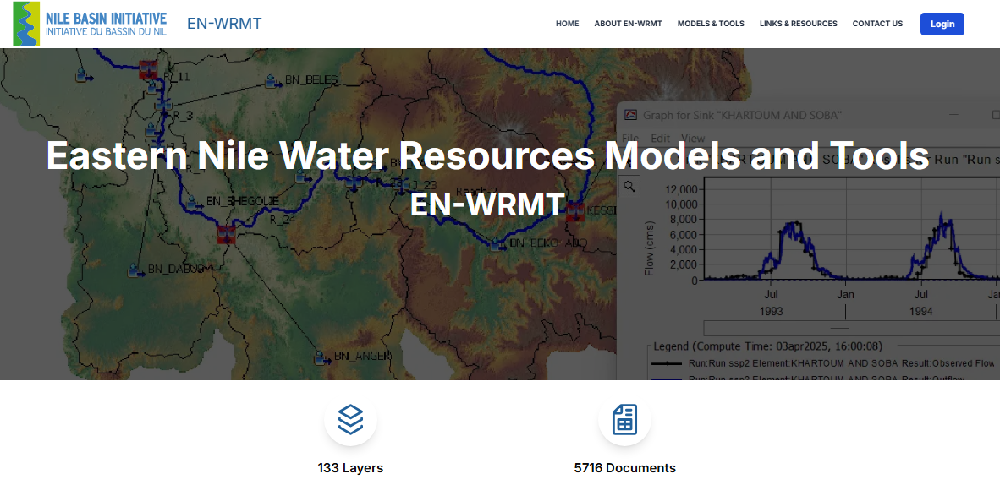 NILE BASIN INITIATIVE
INITIATIVE DU BASSIN DU NIL
EN-WRMT
HOME
ABOUT EN-WRMT
MODELS & TOOLS
LINKS & RESOURCES
CONTACT US
Login
R_11
BN_BELES
R_3
Graph for Sink "KHARTOUM AND SOBA"
File Edit View
Eastern Nile Water Resources Models and Tools
EN-WRMT
BN_SHEGOLIE
R_24
Reach-2
KESSI
BN_BEKO_ABO
BN_DABUS
BN_ANGER
Run "Run s
12,000
10,000
8,000
6,000
4,000
2,000
0
Flow (cms)
Jul
Jan
Jul
Jan
1993
1994
Legend (Compute Time: 03apr2025, 16:00:08)
Run:Run ssp2 Element:KHARTOUM AND SOBA Result:Observed Flow
Run:Run ssp2 Element:KHARTOUM AND SOBA Result:Outflow
133 Layers
5716 Documents